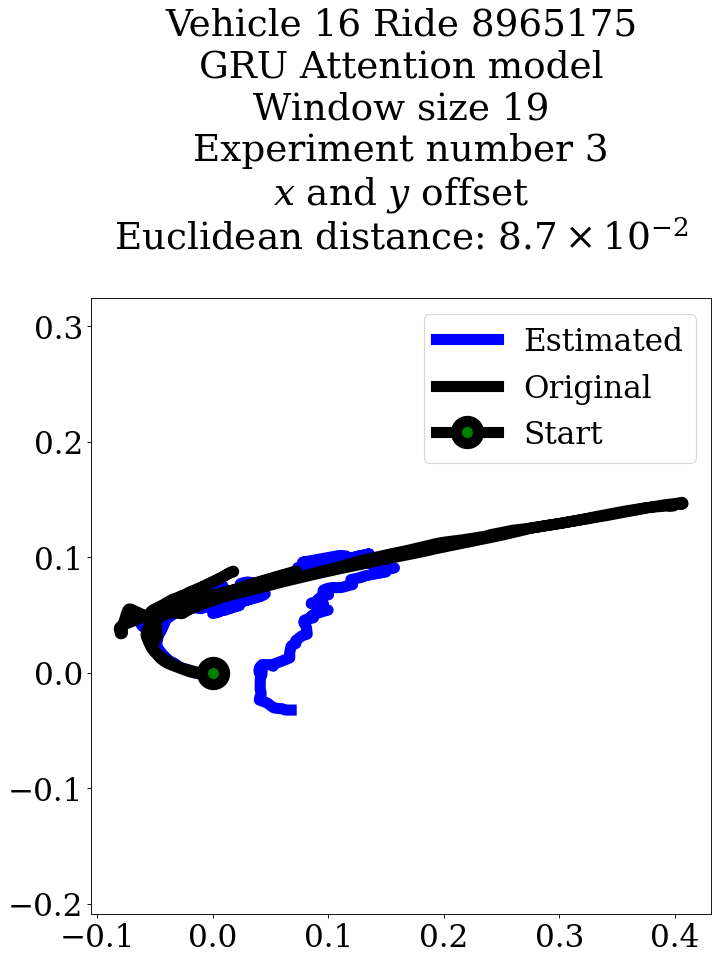 Vehicle 16 Ride 8965175
GRU Attention model
Window size 19
Experiment number 3
x and y offset
Euclidean distance: 8.7 × 10⁻²
Estimated
Original
Start
0.3
0.2
0.1
0.0
−0.1
−0.2
−0.1 0.0 0.1 0.2 0.3 0.4